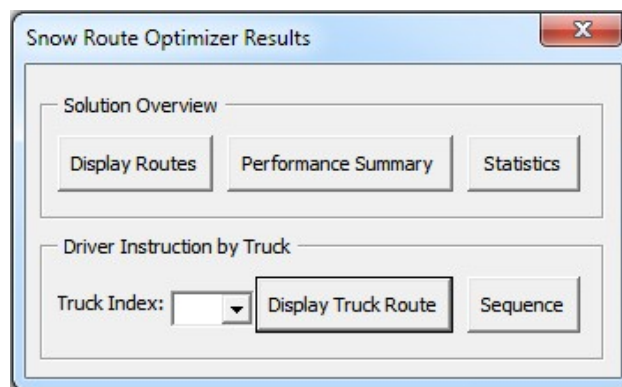 Snow Route Optimizer Results
Solution Overview
Display Routes Performance Summary Statistics
Driver Instruction by Truck
Truck Index: Display Truck Route Sequence